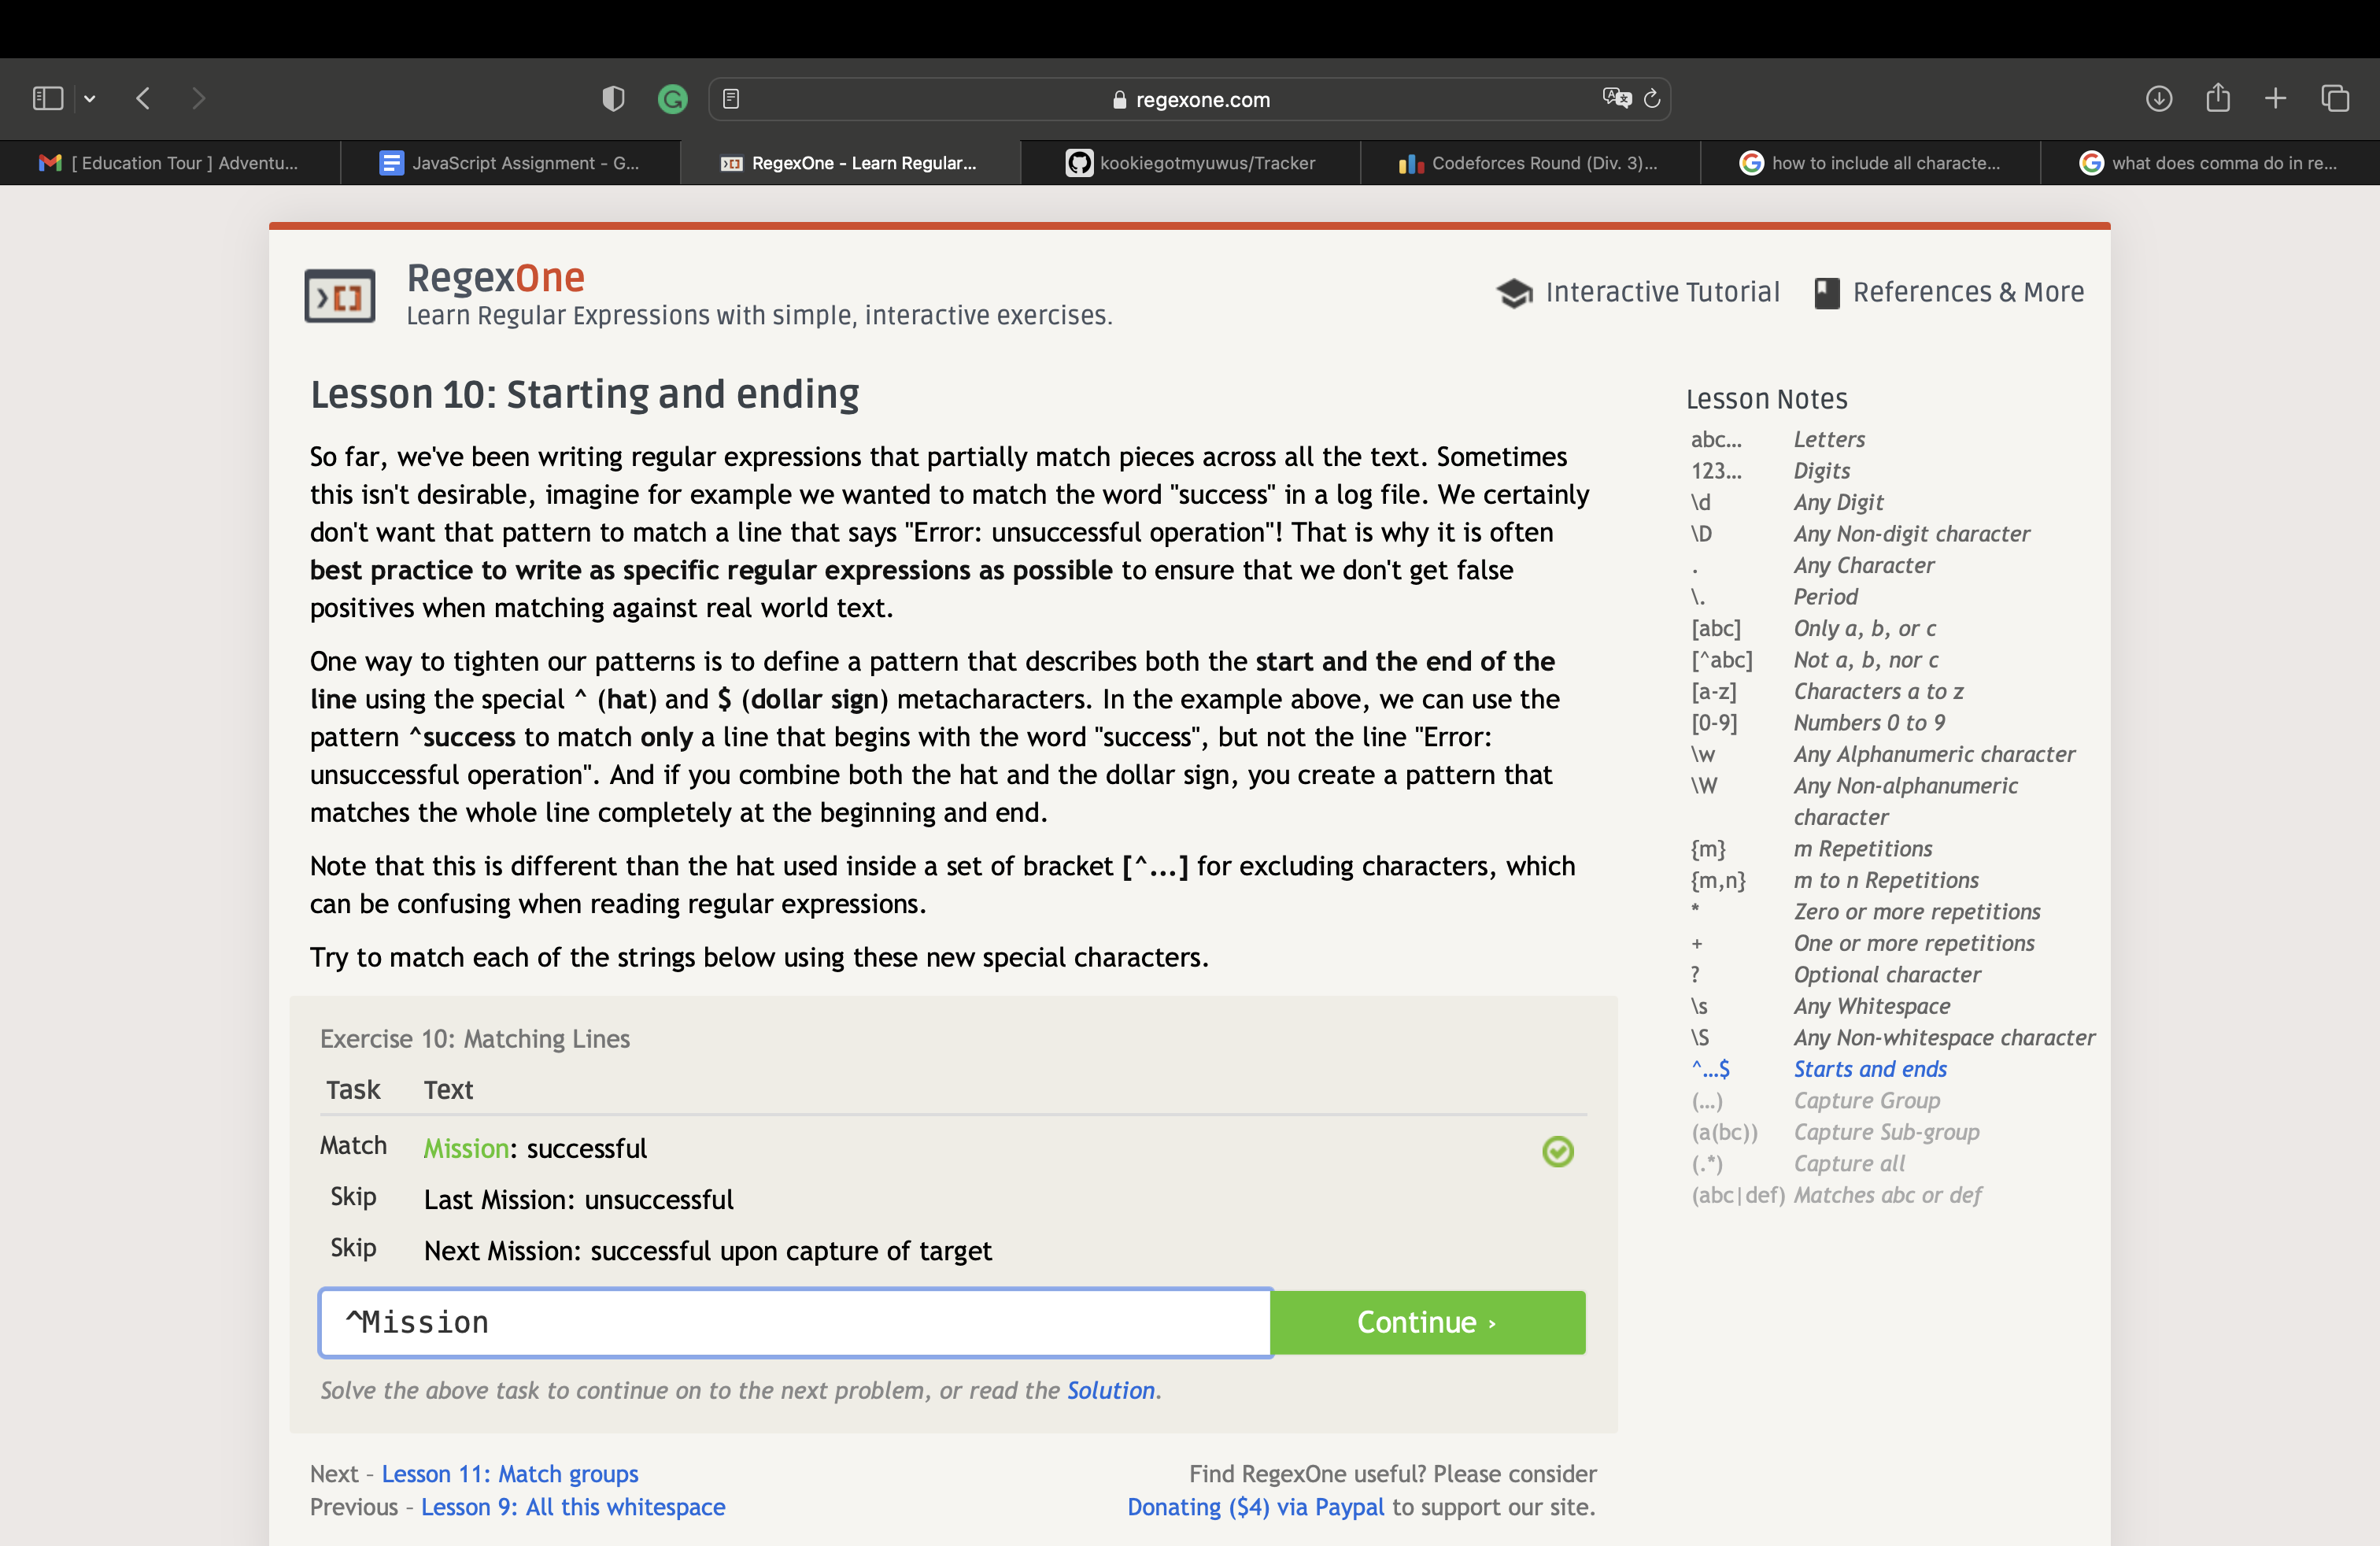 regexone.com
[ Education Tour ] Adventu...
JavaScript Assignment - G...
RegexOne - Learn Regular...
kookiegotmyuwus/Tracker
Codeforces Round (Div. 3)...
how to include all characte...
what does comma do in re...
RegexOne
Learn Regular Expressions with simple, interactive exercises.
Interactive Tutorial
References & More
Lesson 10: Starting and ending
So far, we've been writing regular expressions that partially match pieces across all the text. Sometimes
this isn't desirable, imagine for example we wanted to match the word "success" in a log file. We certainly
don't want that pattern to match a line that says "Error: unsuccessful operation"! That is why it is often
best practice to write as specific regular expressions as possible to ensure that we don't get false
positives when matching against real world text.
One way to tighten our patterns is to define a pattern that describes both the start and the end of the
line using the special ^ (hat) and $ (dollar sign) metacharacters. In the example above, we can use the
pattern ^success to match only a line that begins with the word "success", but not the line "Error:
unsuccessful operation". And if you combine both the hat and the dollar sign, you create a pattern that
matches the whole line completely at the beginning and end.
Note that this is different than the hat used inside a set of bracket [^...] for excluding characters, which
can be confusing when reading regular expressions.
Try to match each of the strings below using these new special characters.
Exercise 10: Matching Lines
Task Text
Match Mission: successful
Skip Last Mission: unsuccessful
Skip Next Mission: successful upon capture of target
^Mission
Continue ›
Solve the above task to continue on to the next problem, or read the Solution.
Next – Lesson 11: Match groups
Previous – Lesson 9: All this whitespace
Find RegexOne useful? Please consider
Donating ($4) via Paypal to support our site.
Lesson Notes
abc… Letters
123… Digits
\d Any Digit
\D Any Non-digit character
. Any Character
\. Period
[abc] Only a, b, or c
[^abc] Not a, b, nor c
[a-z] Characters a to z
[0-9] Numbers 0 to 9
\w Any Alphanumeric character
\W Any Non-alphanumeric
character
{m} m Repetitions
{m,n} m to n Repetitions
* Zero or more repetitions
+ One or more repetitions
? Optional character
\s Any Whitespace
\S Any Non-whitespace character
^…$ Starts and ends
(…) Capture Group
(a(bc)) Capture Sub-group
(.*) Capture all
(abc|def) Matches abc or def